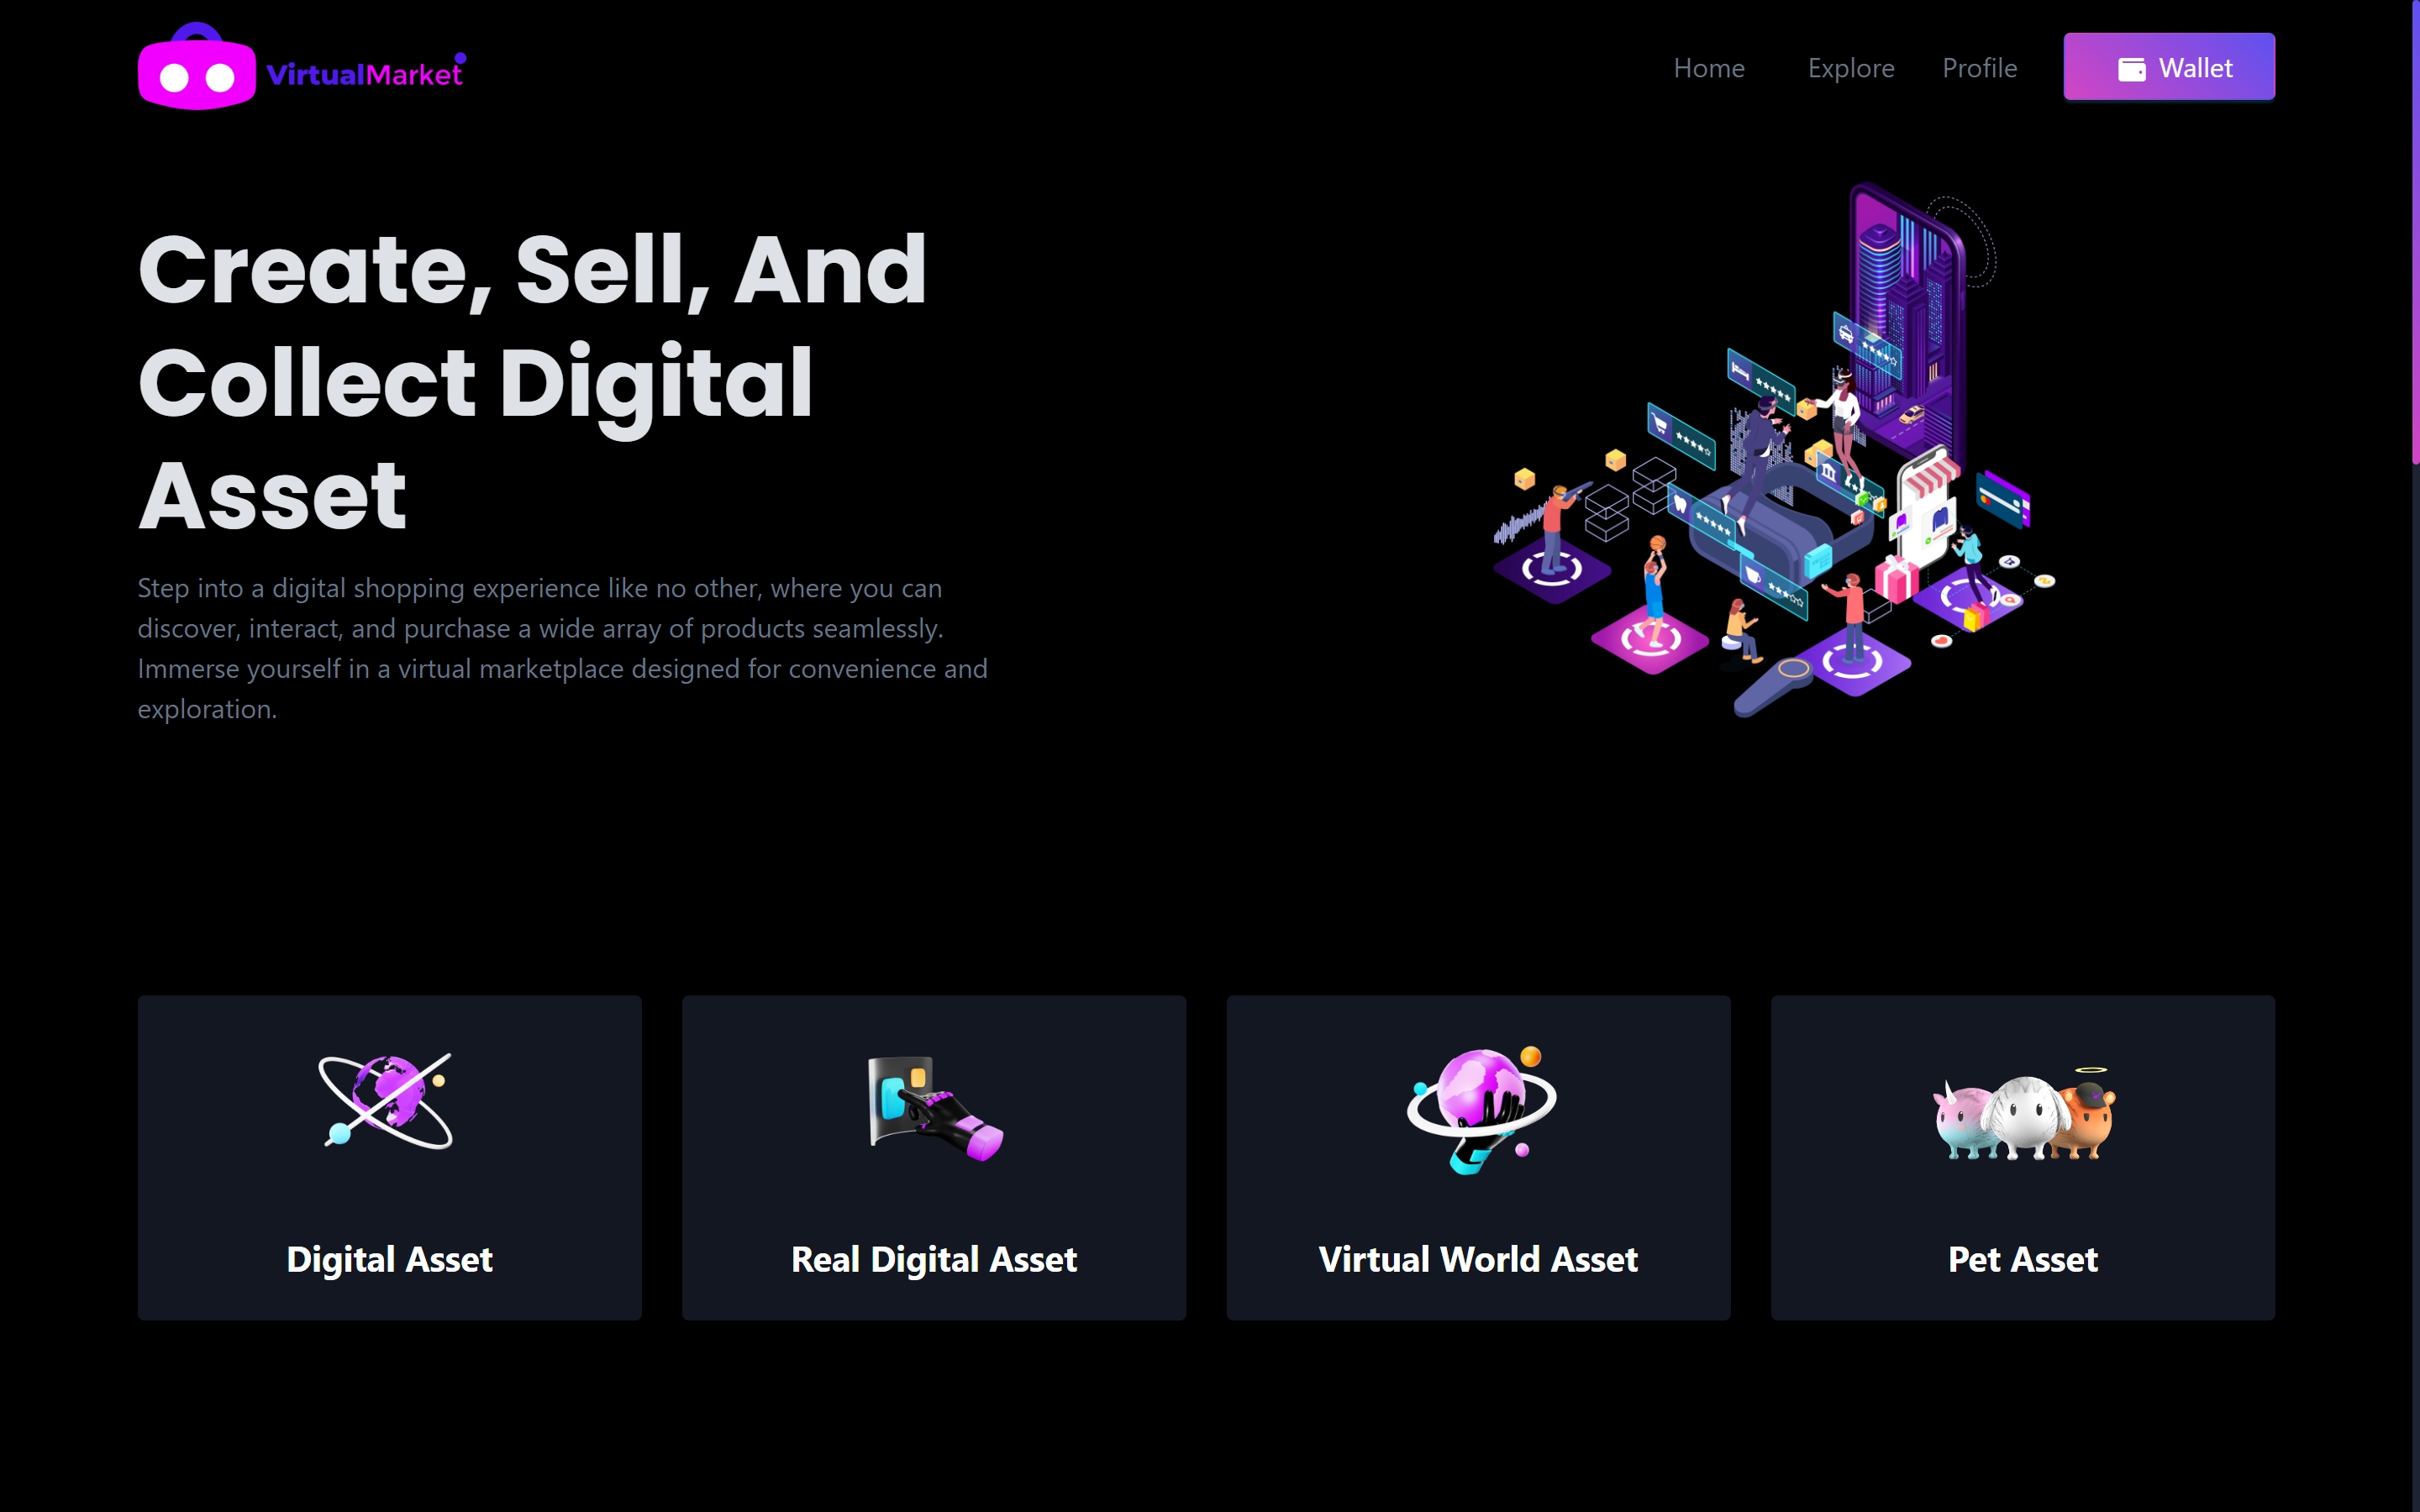 VirtualMarket
Home Explore Profile Wallet
Create, Sell, And
Collect Digital
Asset
Step into a digital shopping experience like no other, where you can
discover, interact, and purchase a wide array of products seamlessly.
Immerse yourself in a virtual marketplace designed for convenience and
exploration.
Digital Asset
Real Digital Asset
Virtual World Asset
Pet Asset